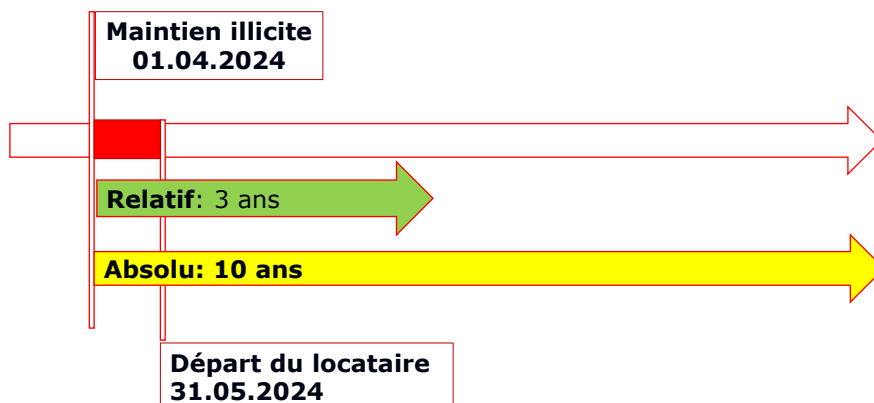 Maintien illicite
01.04.2024
Relatif: 3 ans
Absolu: 10 ans
Départ du locataire
31.05.2024